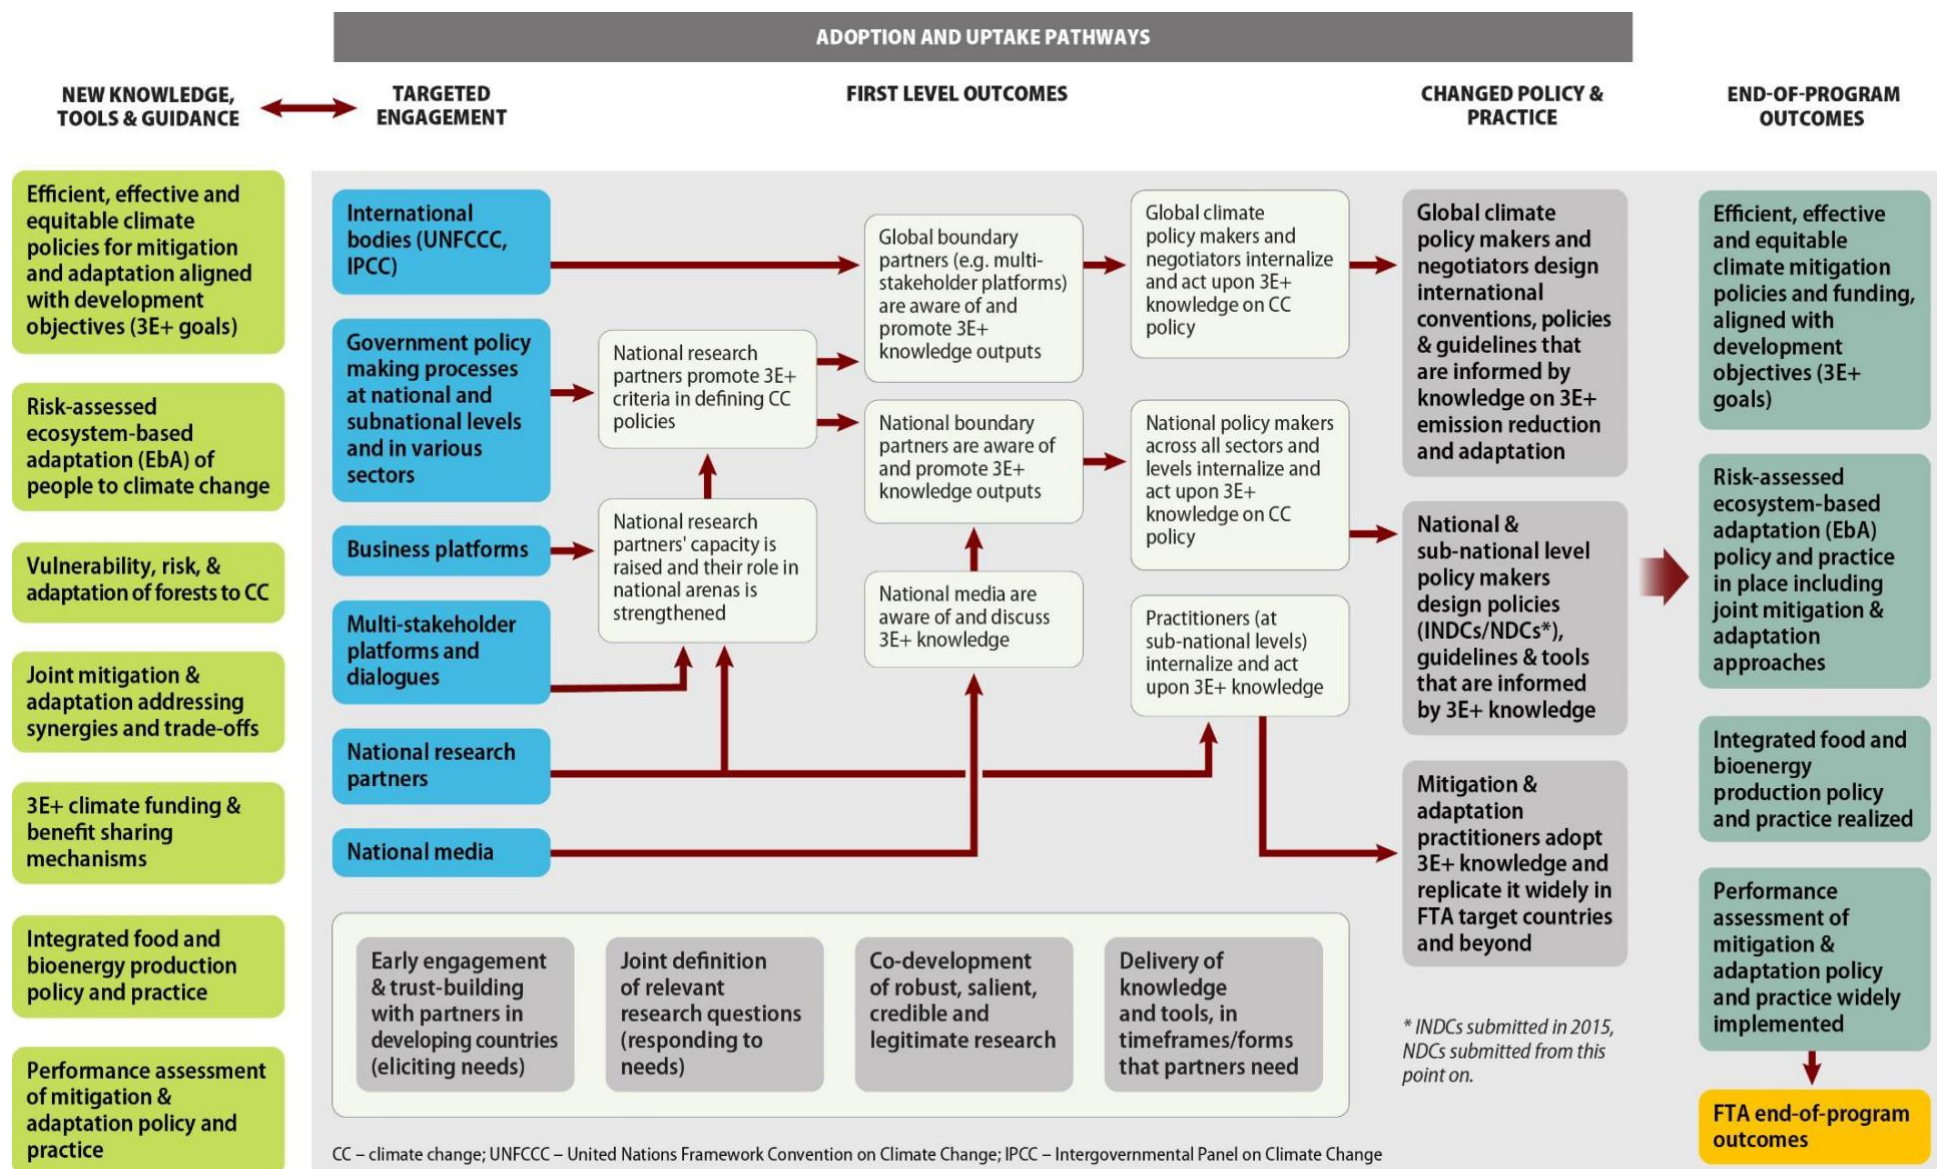 ADOPTION AND UPTAKE PATHWAYS
NEW KNOWLEDGE,
TOOLS & GUIDANCE
TARGETED
ENGAGEMENT
FIRST LEVEL OUTCOMES
CHANGED POLICY &
PRACTICE
END-OF-PROGRAM
OUTCOMES
Efficient, effective and
equitable climate
policies for mitigation
and adaptation aligned
with development
objectives (3E+ goals)
Risk-assessed
ecosystem-based
adaptation (EbA) of
people to climate change
Vulnerability, risk, &
adaptation of forests to CC
Joint mitigation &
adaptation addressing
synergies and trade-offs
3E+ climate funding &
benefit sharing
mechanisms
Integrated food and
bioenergy production
policy and practice
Performance assessment
of mitigation &
adaptation policy and
practice
International
bodies (UNFCCC,
IPCC)
Government policy
making processes
at national and
subnational levels
and in various
sectors
Business platforms
Multi-stakeholder
platforms and
dialogues
National research
partners
National media
National research
partners promote 3E+
criteria in defining CC
policies
National research
partners' capacity is
raised and their role in
national arenas is
strengthened
Global boundary
partners (e.g. multi-
stakeholder platforms)
are aware of and
promote 3E+
knowledge outputs
National boundary
partners are aware of
and promote 3E+
knowledge outputs
National media are
aware of and discuss
3E+ knowledge
Global climate
policy makers and
negotiators internalize
and act upon 3E+
knowledge on CC
policy
National policy makers
across all sectors and
levels internalize and
act upon 3E+
knowledge on CC
policy
Practitioners (at
sub-national levels)
internalize and act
upon 3E+ knowledge
Global climate
policy makers and
negotiators design
international
conventions, policies
& guidelines that
are informed by
knowledge on 3E+
emission reduction
and adaptation
National &
sub-national level
policy makers
design policies
(INDCs/NDCs*),
guidelines & tools
that are informed
by 3E+ knowledge
Mitigation &
adaptation
practitioners adopt
3E+ knowledge and
replicate it widely in
FTA target countries
and beyond
* INDCs submitted in 2015,
NDCs submitted from this
point on.
Efficient, effective
and equitable
climate mitigation
policies and funding,
aligned with
development
objectives (3E+
goals)
Risk-assessed
ecosystem-based
adaptation (EbA)
policy and practice
in place including
joint mitigation &
adaptation
approaches
Integrated food and
bioenergy
production policy
and practice realized
Performance
assessment of
mitigation &
adaptation policy
and practice widely
implemented
FTA end-of-program
outcomes
Early engagement
& trust-building
with partners in
developing countries
(eliciting needs)
Joint definition
of relevant
research questions
(responding to
needs)
Co-development
of robust, salient,
credible and
legitimate research
Delivery of
knowledge
and tools, in
timeframes/forms
that partners need
CC – climate change; UNFCCC – United Nations Framework Convention on Climate Change; IPCC – Intergovernmental Panel on Climate Change